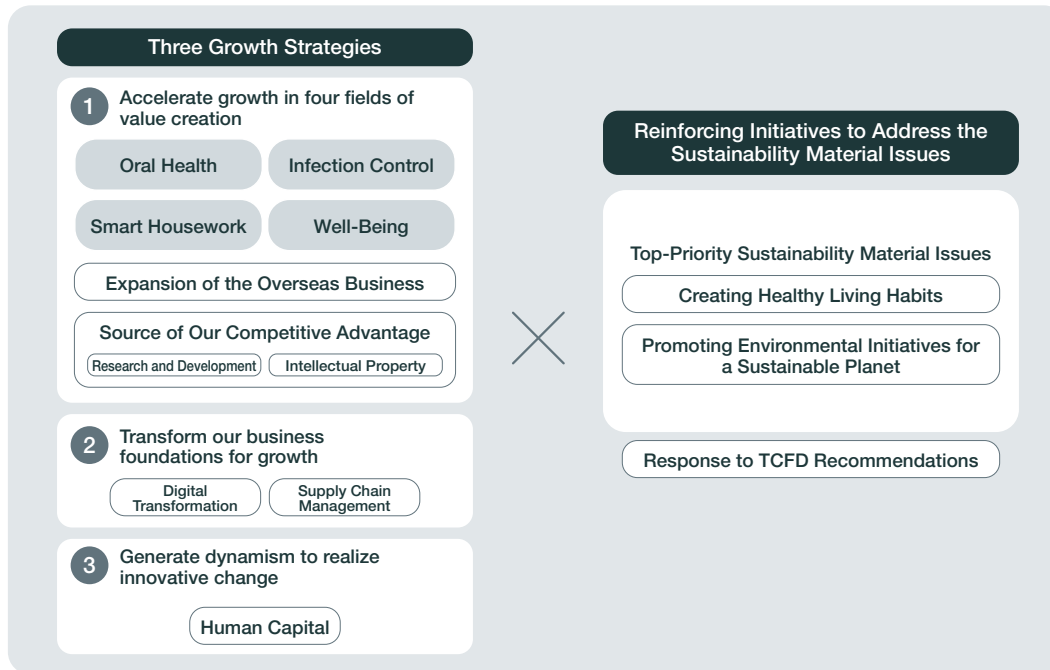 Three Growth Strategies
1
Accelerate growth in four fields of
value creation
Oral Health
Infection Control
Smart Housework
Well-Being
Expansion of the Overseas Business
Source of Our Competitive Advantage
Research and Development
Intellectual Property
2
Transform our business
foundations for growth
Digital
Transformation
Supply Chain
Management
3
Generate dynamism to realize
innovative change
Human Capital
Reinforcing Initiatives to Address the
Sustainability Material Issues
Top-Priority Sustainability Material Issues
Creating Healthy Living Habits
Promoting Environmental Initiatives for
a Sustainable Planet
Response to TCFD Recommendations